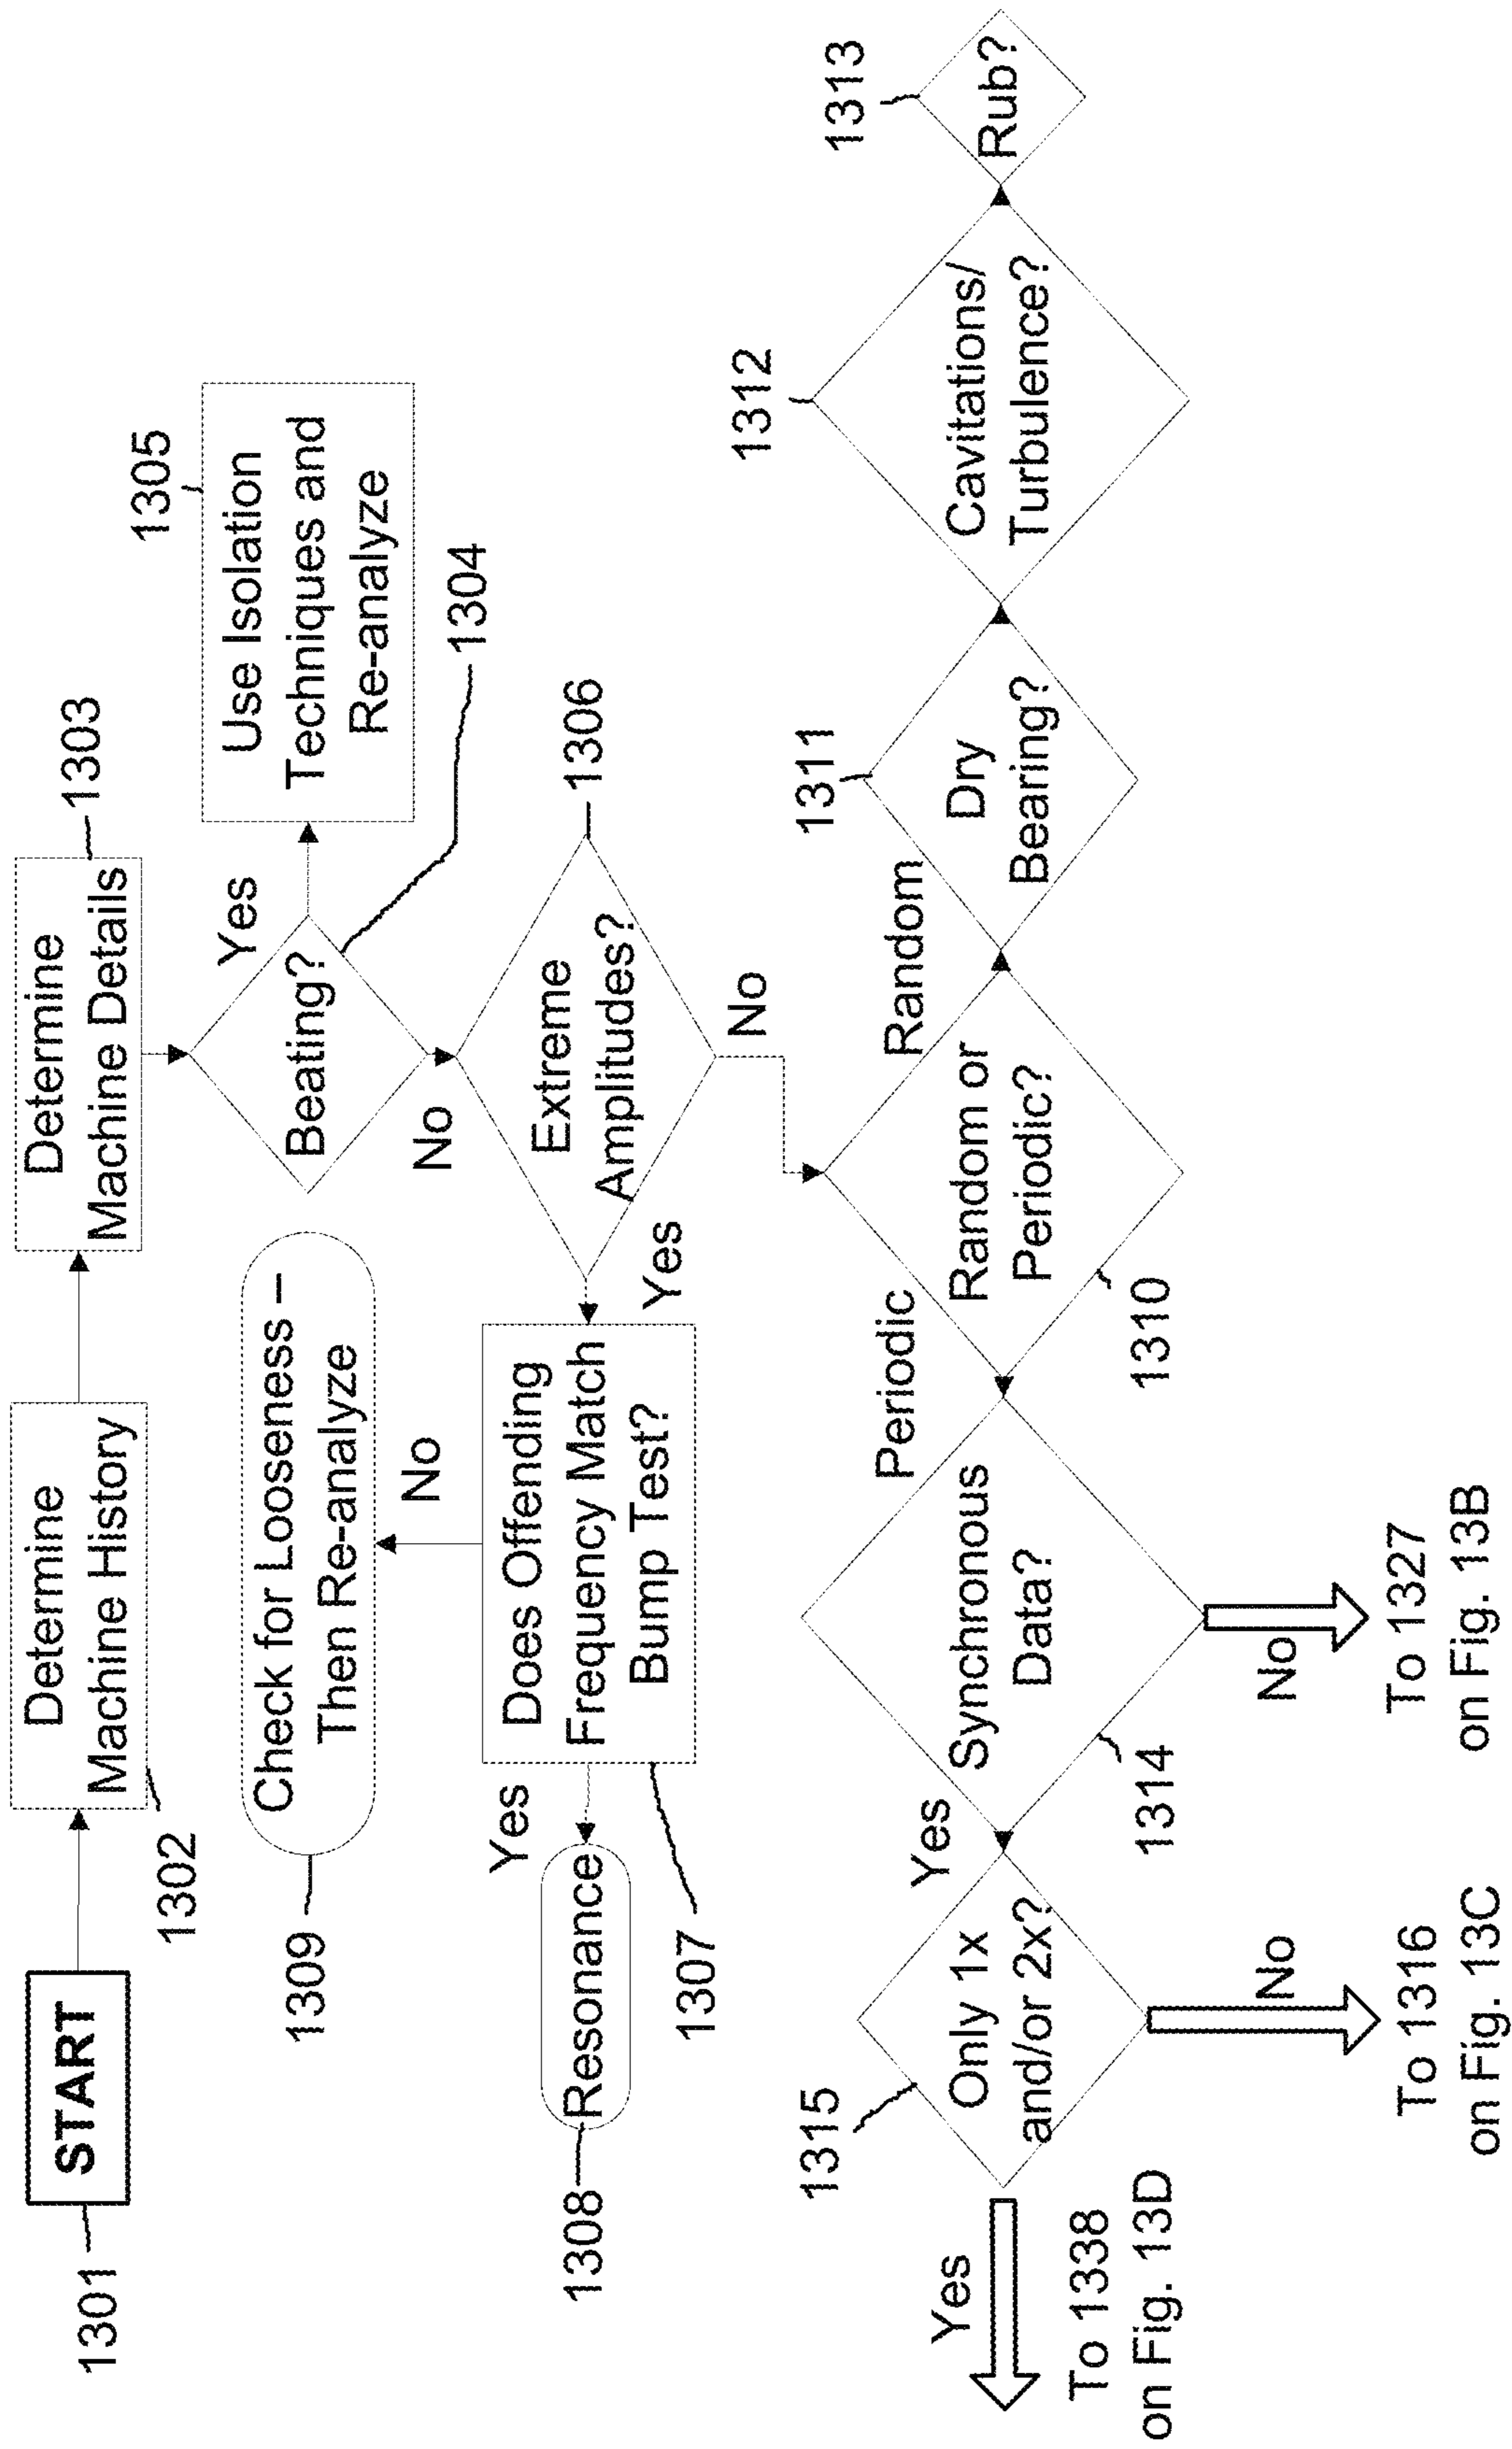 1301
START
1302
Determine
Machine History
Determine
Machine Details
1303
Beating?
1304
Yes
No
Use Isolation
Techniques and
Re-analyze
1305
Extreme
Amplitudes?
1306
Yes
No
Does Offending
Frequency Match
Bump Test?
1307
Yes
No
Resonance
1308
Check for Looseness –
Then Re-analyze
1309
Random or
Periodic?
1310
Random
Periodic
Dry
Bearing?
1311
Cavitations/
Turbulence?
1312
Rub?
1313
Synchronous
Data?
1314
Yes
No
To 1327
on Fig. 13B
Only 1x
and/or 2x?
1315
No
To 1316
on Fig. 13C
Yes
To 1338
on Fig. 13D